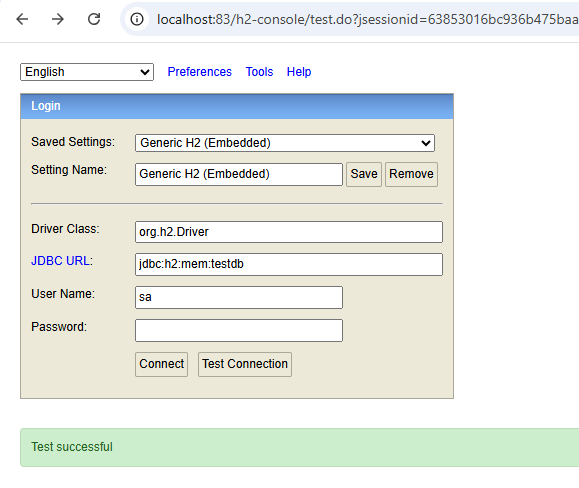 localhost:83/h2-console/test.do?jsessionid=63853016bc936b475baa
English Preferences Tools Help
Login
Saved Settings: Generic H2 (Embedded)
Setting Name: Generic H2 (Embedded) Save Remove
Driver Class: org.h2.Driver
JDBC URL: jdbc:h2:mem:testdb
User Name: sa
Password:
Connect Test Connection
Test successful